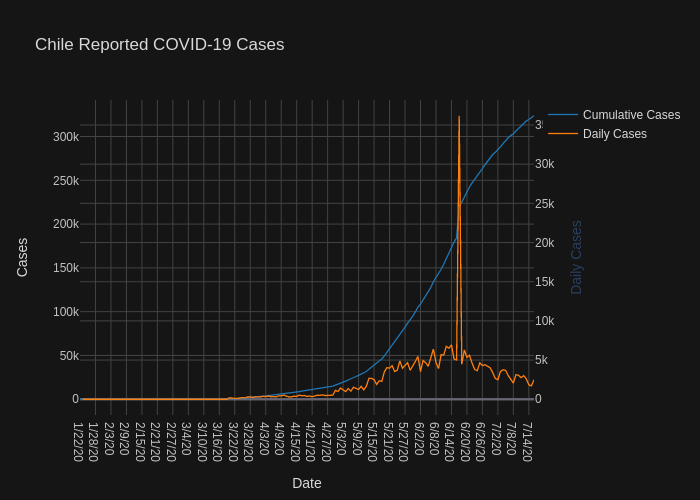 Chile Reported COVID-19 Cases
Cumulative Cases
Daily Cases
300k
250k
200k
150k
100k
50k
0
Cases
30k
25k
20k
15k
10k
5k
0
Daily Cases
1/22/20
1/28/20
2/3/20
2/9/20
2/15/20
2/21/20
2/27/20
3/4/20
3/10/20
3/16/20
3/22/20
3/28/20
4/3/20
4/9/20
4/15/20
4/21/20
4/27/20
5/3/20
5/9/20
5/15/20
5/21/20
5/27/20
6/2/20
6/8/20
6/14/20
6/20/20
6/26/20
7/2/20
7/8/20
7/14/20
Date